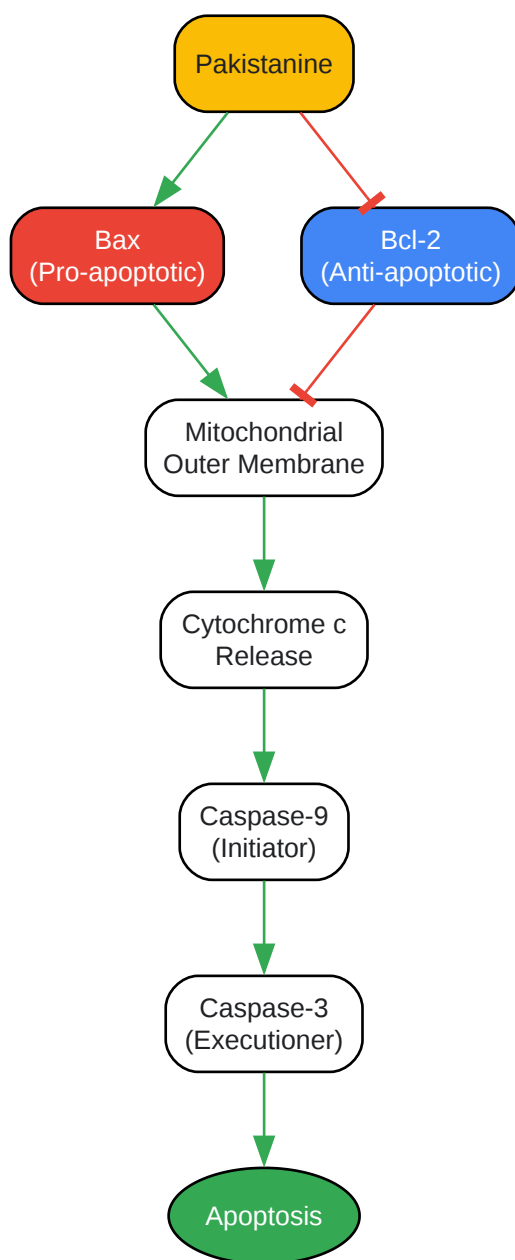 Pakistanine
Bax
(Pro-apoptotic)
Bcl-2
(Anti-apoptotic)
Mitochondrial
Outer Membrane
Cytochrome c
Release
Caspase-9
(Initiator)
Caspase-3
(Executioner)
Apoptosis